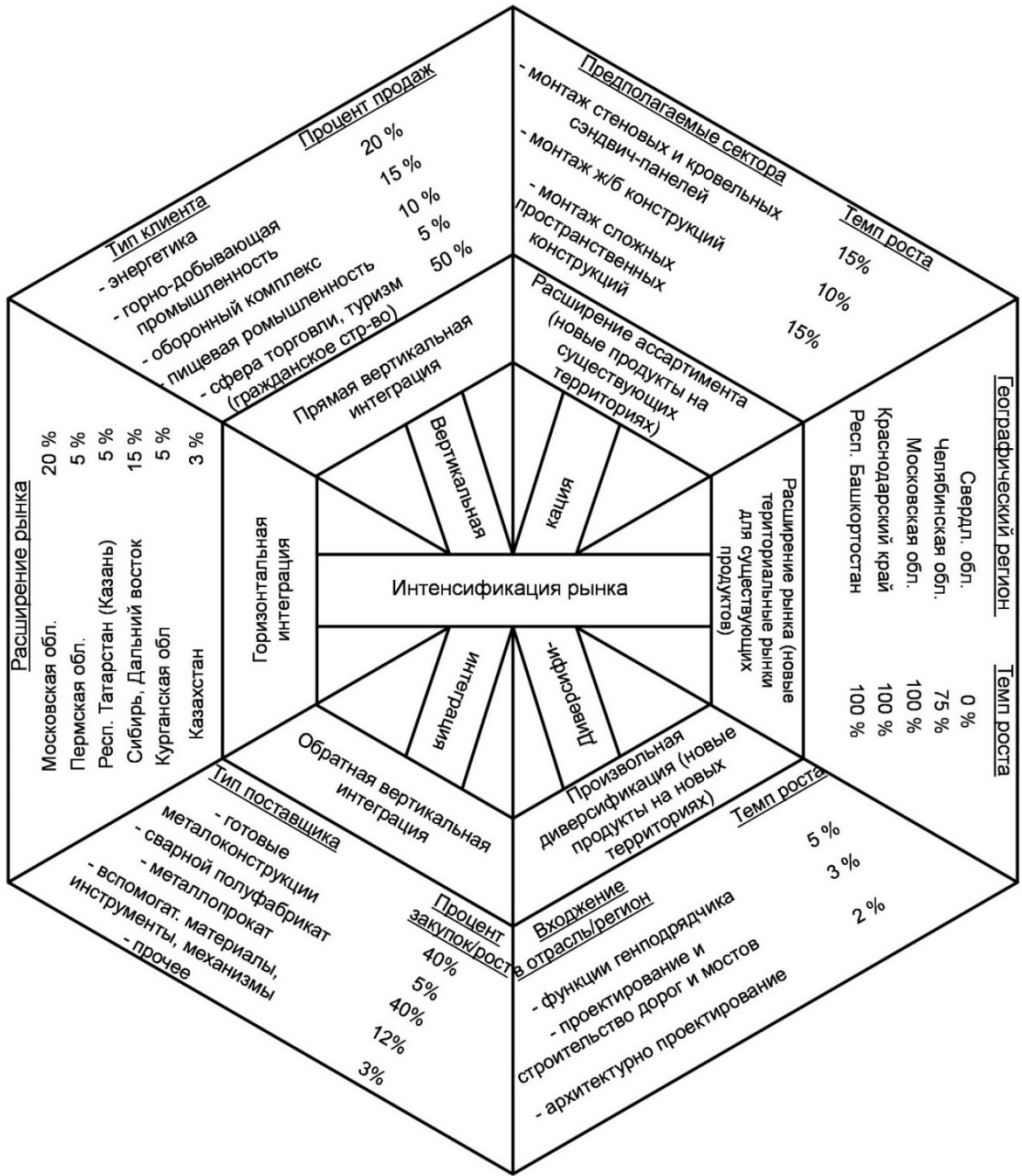 Тип клиента
Процент продаж
- энергетика
20 %
- горно-добывающая
промышленность
15 %
- оборонный комплекс
10 %
- пищевая ромышленность
5 %
- сфера торговли, туризм
(гражданское стр-во)
50 %
Предполагаемые сектора
Темп роста
- монтаж стеновых и кровельных
сэндвич-панелей
15%
- монтаж ж/б конструкций
10%
- монтаж сложных
пространственных
конструкций
15%
Прямая вертикальная
интеграция
Расширение ассартимента
(новые продукты на
существующих
территориях)
Вертикальная
кация
Расширение рынка
Московская обл.
20 %
Пермская обл.
5 %
Респ. Татарстан (Казань)
5 %
Сибирь, Дальний восток
15 %
Курганская обл
5 %
Казахстан
3 %
Горизонтальная
интеграция
Интенсификация рынка
Расширение рынка (новые
територриальные рынки
для существующих
продуктов)
Географический регион
Темп роста
Свердл. обл.
0 %
Челябинская обл.
75 %
Московская обл.
100 %
Краснодарский край
100 %
Респ. Башкортостан
100 %
интеграция
Диверсифи-
Обратная вертикальная
интеграция
Произвольная
диверсификация (новые
продукты на новых
территориях)
Тип поставщика
Процент
закупок/рост
- готовые
металоконструкции
40%
- сварной полуфабрикат
5%
- металлопрокат
40%
- вспомогат. материалы,
инструменты, механизмы
12%
- прочее
3%
Входжение
в отрасль/регион
Темп роста
- функции генподрядчика
5 %
- проектирование и
строительство дорог и мостов
3 %
- архитектурно проектирование
2 %